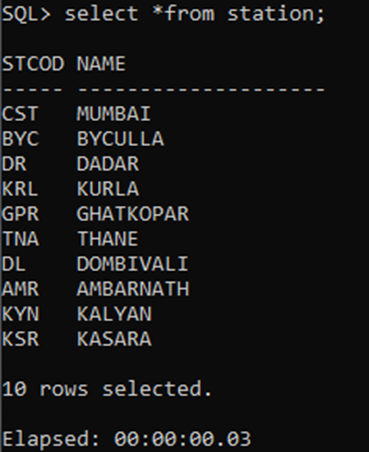 SQL> select *from station;
STCOD NAME
----- --------------------
CST   MUMBAI
BYC   BYCULLA
DR    DADAR
KRL   KURLA
GPR   GHATKOPAR
TNA   THANE
DL    DOMBIVALI
AMR   AMBARNATH
KYN   KALYAN
KSR   KASARA
10 rows selected.
Elapsed: 00:00:00.03